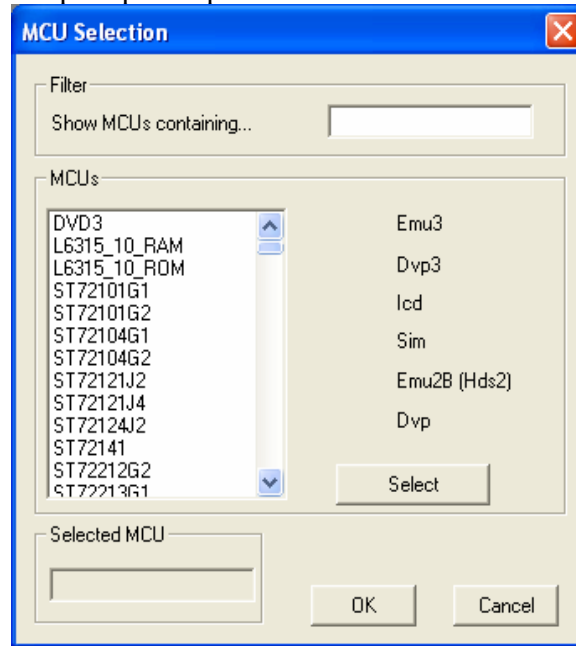 MCU Selection
Filter
Show MCUs containing...
MCUs
DVD3
L6315_10_RAM
L6315_10_ROM
ST72101G1
ST72101G2
ST72104G1
ST72104G2
ST72121J2
ST72121J4
ST72124J2
ST72141
ST72212G2
ST72213G1
Emu3
Dvp3
Icd
Sim
Emu2B (Hds2)
Dvp
Select
Selected MCU
OK
Cancel